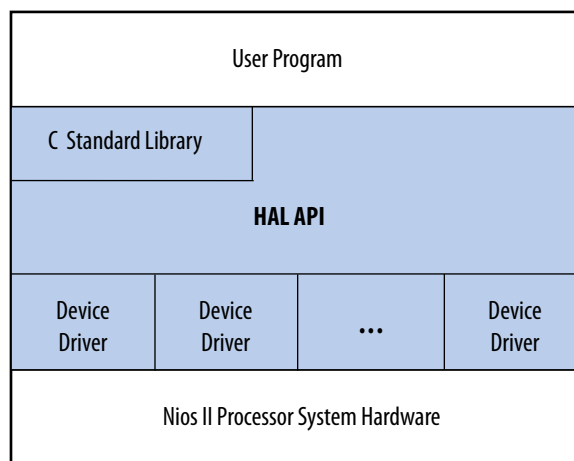 User Program
C Standard Library
HAL API
Device
Driver
Device
Driver
...
Device
Driver
Nios II Processor System Hardware